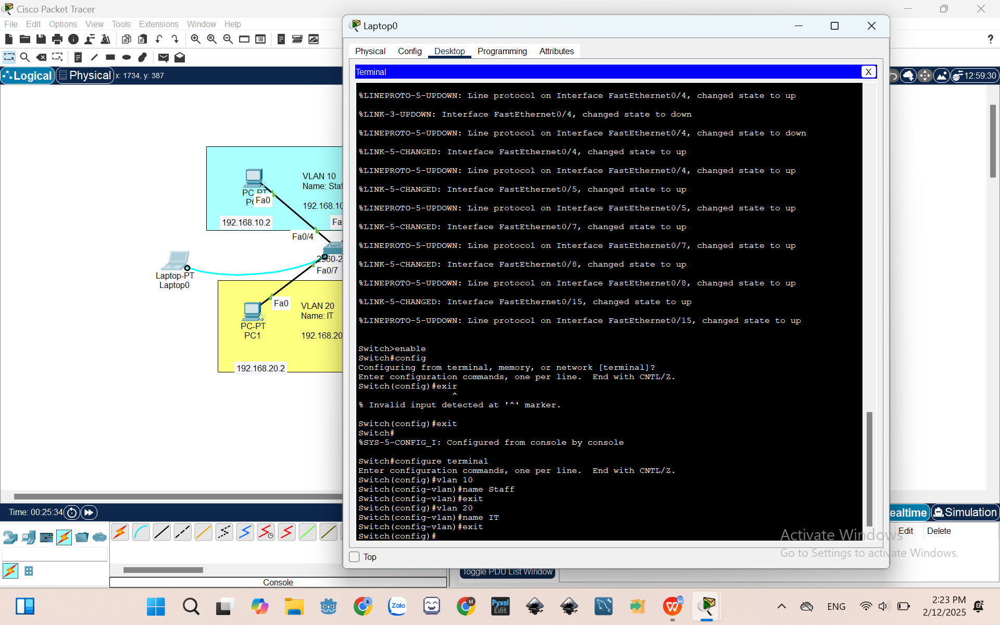 Cisco Packet Tracer
File Edit Options View Tools Extensions Window Help
Logical Physical x: 1734, y: 387
12:59:30
VLAN 10
Name: Sta
192.168.10
PC-PT
Fa0
192.168.10.2
Fa
Fa0/4
2960-2
Fa0/7
Laptop-PT
Laptop0
Fa0
VLAN 20
Name: IT
192.168.20
PC-PT
PC1
192.168.20.2
Laptop0
Physical Config Desktop Programming Attributes
Terminal X
%LINEPROTO-5-UPDOWN: Line protocol on Interface FastEthernet0/4, changed state to up
%LINK-3-UPDOWN: Interface FastEthernet0/4, changed state to down
%LINEPROTO-5-UPDOWN: Line protocol on Interface FastEthernet0/4, changed state to down
%LINK-5-CHANGED: Interface FastEthernet0/4, changed state to up
%LINEPROTO-5-UPDOWN: Line protocol on Interface FastEthernet0/4, changed state to up
%LINK-5-CHANGED: Interface FastEthernet0/5, changed state to up
%LINEPROTO-5-UPDOWN: Line protocol on Interface FastEthernet0/5, changed state to up
%LINK-5-CHANGED: Interface FastEthernet0/7, changed state to up
%LINEPROTO-5-UPDOWN: Line protocol on Interface FastEthernet0/7, changed state to up
%LINK-5-CHANGED: Interface FastEthernet0/8, changed state to up
%LINEPROTO-5-UPDOWN: Line protocol on Interface FastEthernet0/8, changed state to up
%LINK-5-CHANGED: Interface FastEthernet0/15, changed state to up
%LINEPROTO-5-UPDOWN: Line protocol on Interface FastEthernet0/15, changed state to up
Switch>enable
Switch#config
Configuring from terminal, memory, or network [terminal]?
Enter configuration commands, one per line. End with CNTL/Z.
Switch(config)#exir
^
% Invalid input detected at '^' marker.
Switch(config)#exit
Switch#
%SYS-5-CONFIG_I: Configured from console by console
Switch#configure terminal
Enter configuration commands, one per line. End with CNTL/Z.
Switch(config)#vlan 10
Switch(config-vlan)#name Staff
Switch(config-vlan)#exit
Switch(config)#vlan 20
Switch(config-vlan)#name IT
Switch(config-vlan)#exit
Switch(config)#
Top
Time: 00:25:34
ealtime Simulation
Edit Delete
Activate Windows
Go to Settings to activate Windows.
Toggle PDU List Window
Console
Zalo
M
Pyxel
Edit
W
ENG
2:23 PM
2/12/2025